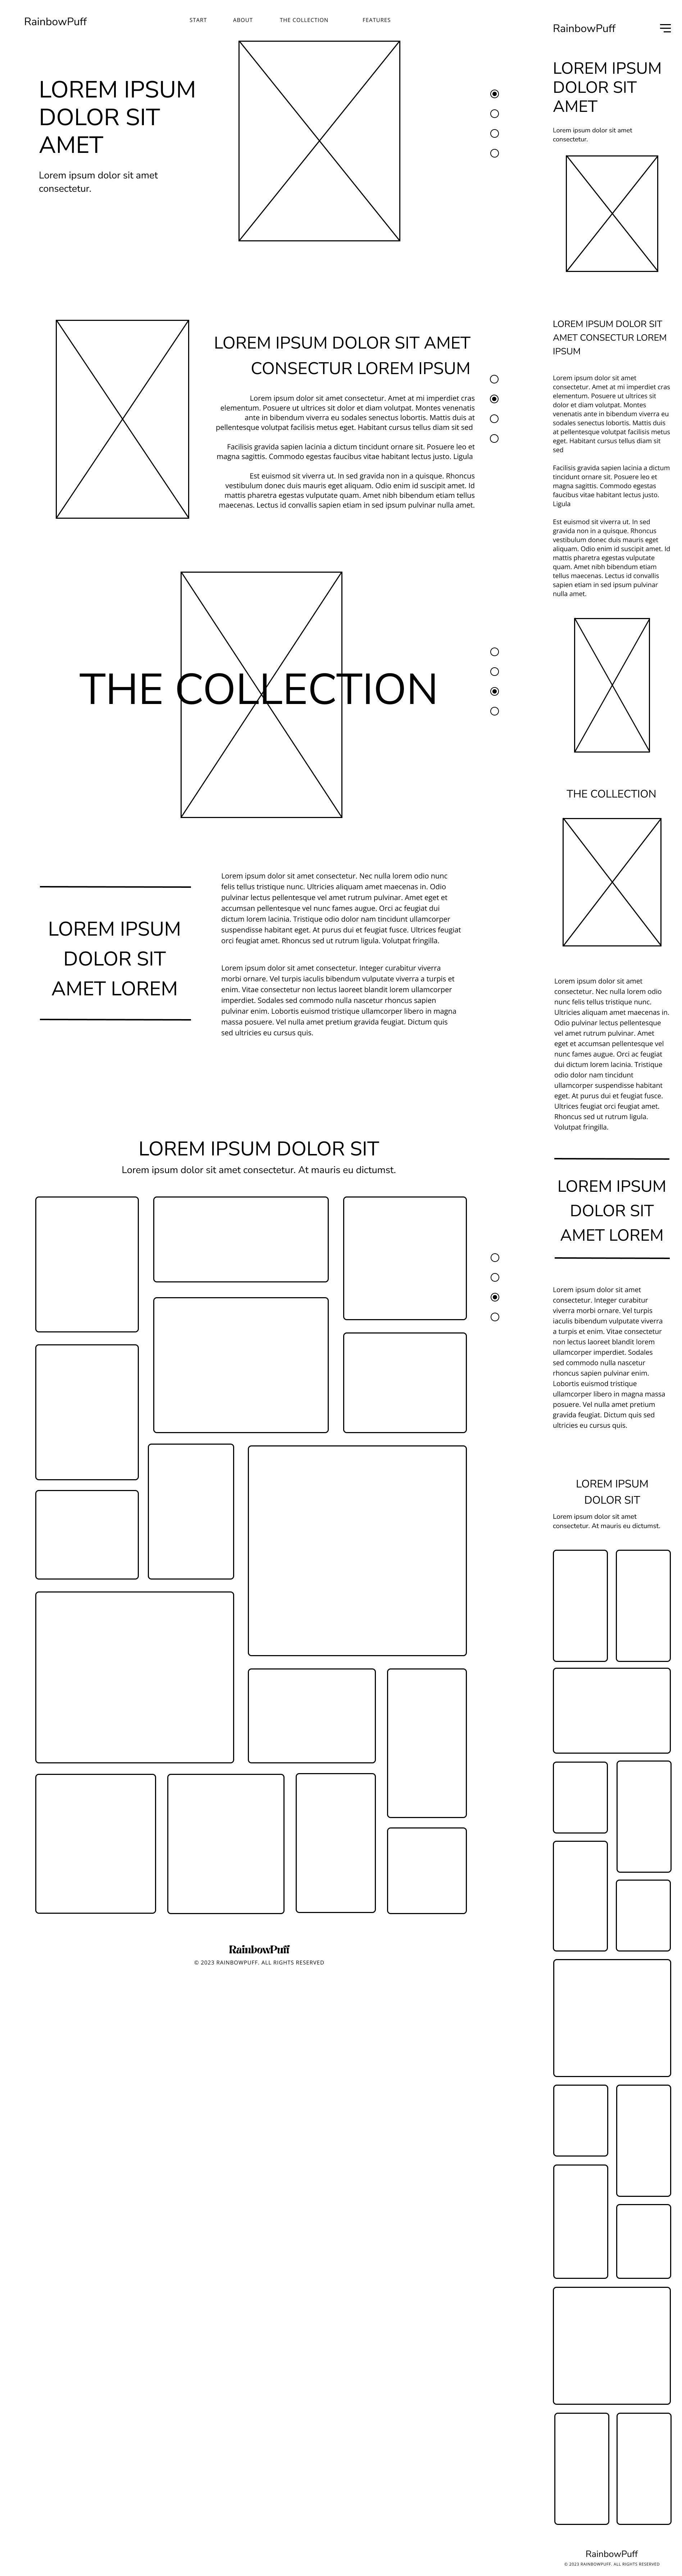 RainbowPuff
START
ABOUT
THE COLLECTION
FEATURES
LOREM IPSUM
DOLOR SIT
AMET
Lorem ipsum dolor sit amet
consectetur.
LOREM IPSUM DOLOR SIT AMET
CONSECTUR LOREM IPSUM
Lorem ipsum dolor sit amet consectetur. Amet at mi imperdiet cras
elementum. Posuere ut ultrices sit dolor et diam volutpat. Montes venenatis
ante in bibendum viverra eu sodales senectus lobortis. Mattis duis at
pellentesque volutpat facilisis metus eget. Habitant cursus tellus diam sit sed
Facilisis gravida sapien lacinia a dictum tincidunt ornare sit. Posuere leo et
magna sagittis. Commodo egestas faucibus vitae habitant lectus justo. Ligula
Est euismod sit viverra ut. In sed gravida non in a quisque. Rhoncus
vestibulum donec duis mauris eget aliquam. Odio enim id suscipit amet. Id
mattis pharetra egestas vulputate quam. Amet nibh bibendum etiam tellus
maecenas. Lectus id convallis sapien etiam in sed ipsum pulvinar nulla amet.
THE COLLECTION
LOREM IPSUM
DOLOR SIT
AMET LOREM
Lorem ipsum dolor sit amet consectetur. Nec nulla lorem odio nunc
felis tellus tristique nunc. Ultricies aliquam amet maecenas in. Odio
pulvinar lectus pellentesque vel amet rutrum pulvinar. Amet eget et
accumsan pellentesque vel nunc fames augue. Orci ac feugiat dui
dictum lorem lacinia. Tristique odio dolor nam tincidunt ullamcorper
suspendisse habitant eget. At purus dui et feugiat fusce. Ultrices feugiat
orci feugiat amet. Rhoncus sed ut rutrum ligula. Volutpat fringilla.
Lorem ipsum dolor sit amet consectetur. Integer curabitur viverra
morbi ornare. Vel turpis iaculis bibendum vulputate a turpis et
enim. Vitae consectetur non lectus laoreet blandit lorem ullamcorper
imperdiet. Sodales sed commodo nulla nascetur rhoncus sapien
pulvinar enim. Lobortis euismod tristique ullamcorper libero in magna
massa posuere. Vel nulla amet pretium gravida feugiat. Dictum quis
sed ultricies eu cursus quis.
LOREM IPSUM DOLOR SIT
Lorem ipsum dolor sit amet consectetur. At mauris eu dictumst.
RainbowPuff
© 2023 RAINBOWPUFF. ALL RIGHTS RESERVED
RainbowPuff
LOREM IPSUM
DOLOR SIT
AMET
Lorem ipsum dolor sit amet
consectetur.
LOREM IPSUM DOLOR SIT
AMET CONSECTUR LOREM
IPSUM
Lorem ipsum dolor sit amet
consectetur. Amet at mi imperdiet cras
elementum. Posuere ut ultrices sit
dolor et diam volutpat. Montes
venenatis ante in bibendum viverra eu
sodales senectus lobortis. Mattis duis
at pellentesque volutpat facilisis metus
eget. Habitant cursus tellus diam sit
sed
Facilisis gravida sapien lacinia a dictum
tincidunt ornare sit. Posuere leo et
magna sagittis. Commodo egestas
faucibus vitae habitant lectus justo.
Ligula
Est euismod sit viverra ut. In sed
gravida non in a quisque. Rhoncus
vestibulum donec duis mauris eget
aliquam. Odio enim id suscipit amet. Id
mattis pharetra egestas vulputate
quam. Amet nibh bibendum etiam
tellus maecenas. Lectus id convallis
sapien etiam in sed ipsum pulvinar
nulla amet.
THE COLLECTION
Lorem ipsum dolor sit amet
consectetur. Nec nulla lorem odio
nunc felis tellus tristique nunc.
Ultricies aliquam amet maecenas in.
Odio pulvinar lectus pellentesque
vel amet rutrum pulvinar. Amet
eget et accumsan pellentesque vel
nunc fames augue. Orci ac feugiat
dui dictum lorem lacinia. Tristique
odio dolor nam tincidunt
ullamcorper suspendisse habitant
eget. At purus dui et feugiat fusce.
Ultrices feugiat orci feugiat amet.
Rhoncus sed ut rutrum ligula.
Volutpat fringilla.
LOREM IPSUM
DOLOR SIT
AMET LOREM
Lorem ipsum dolor sit amet
consectetur. Integer curabitur
viverra morbi ornare. Vel turpis
iaculis bibendum vulputate viverra
a turpis et enim. Vitae consectetur
non lectus laoreet blandit lorem
ullamcorper imperdiet. Sodales
sed commodo nulla nascetur
rhoncus sapien pulvinar enim.
Lobortis euismod tristique
ullamcorper libero in magna massa
posuere. Vel nulla amet pretium
gravida feugiat. Dictum quis sed
ultricies eu cursus quis.
LOREM IPSUM
DOLOR SIT
Lorem ipsum dolor sit amet
consectetur. At mauris eu dictumst.
RainbowPuff
© 2023 RAINBOWPUFF. ALL RIGHTS RESERVED